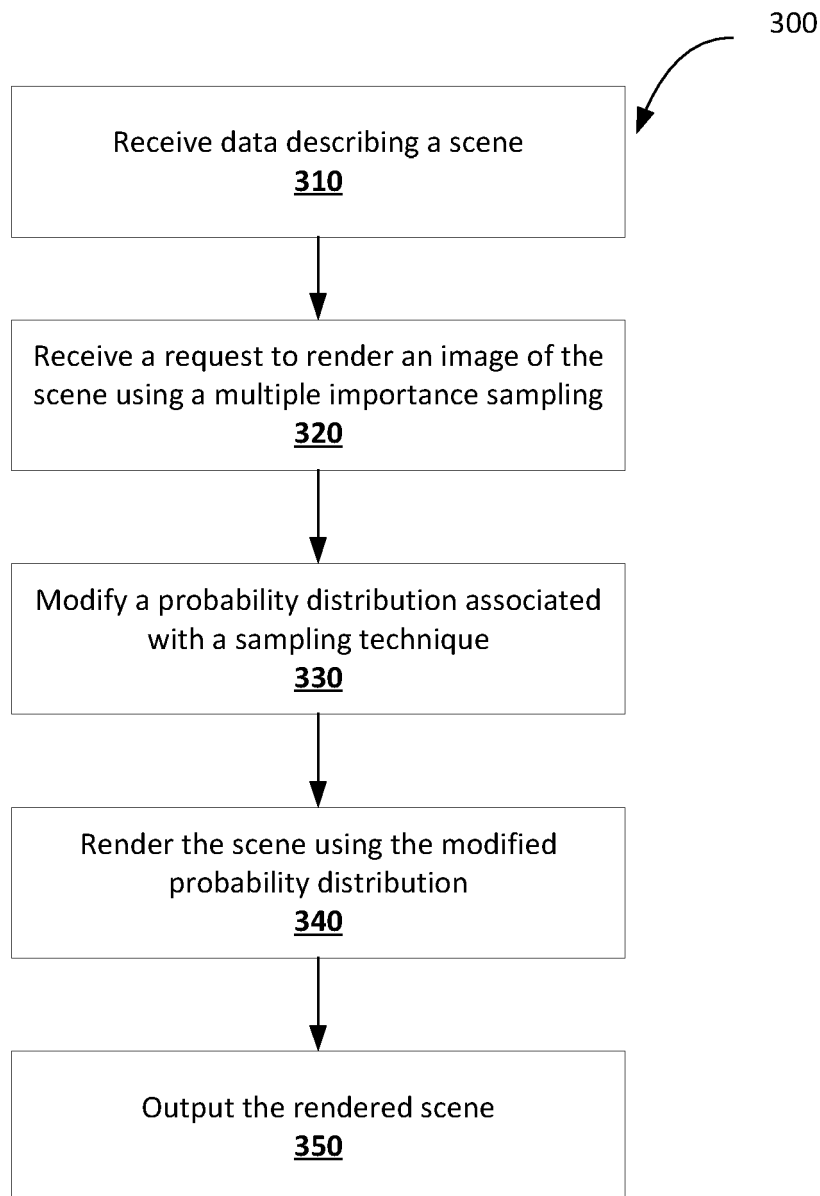 300
Receive data describing a scene
310
Receive a request to render an image of the
scene using a multiple importance sampling
320
Modify a probability distribution associated
with a sampling technique
330
Render the scene using the modified
probability distribution
340
Output the rendered scene
350